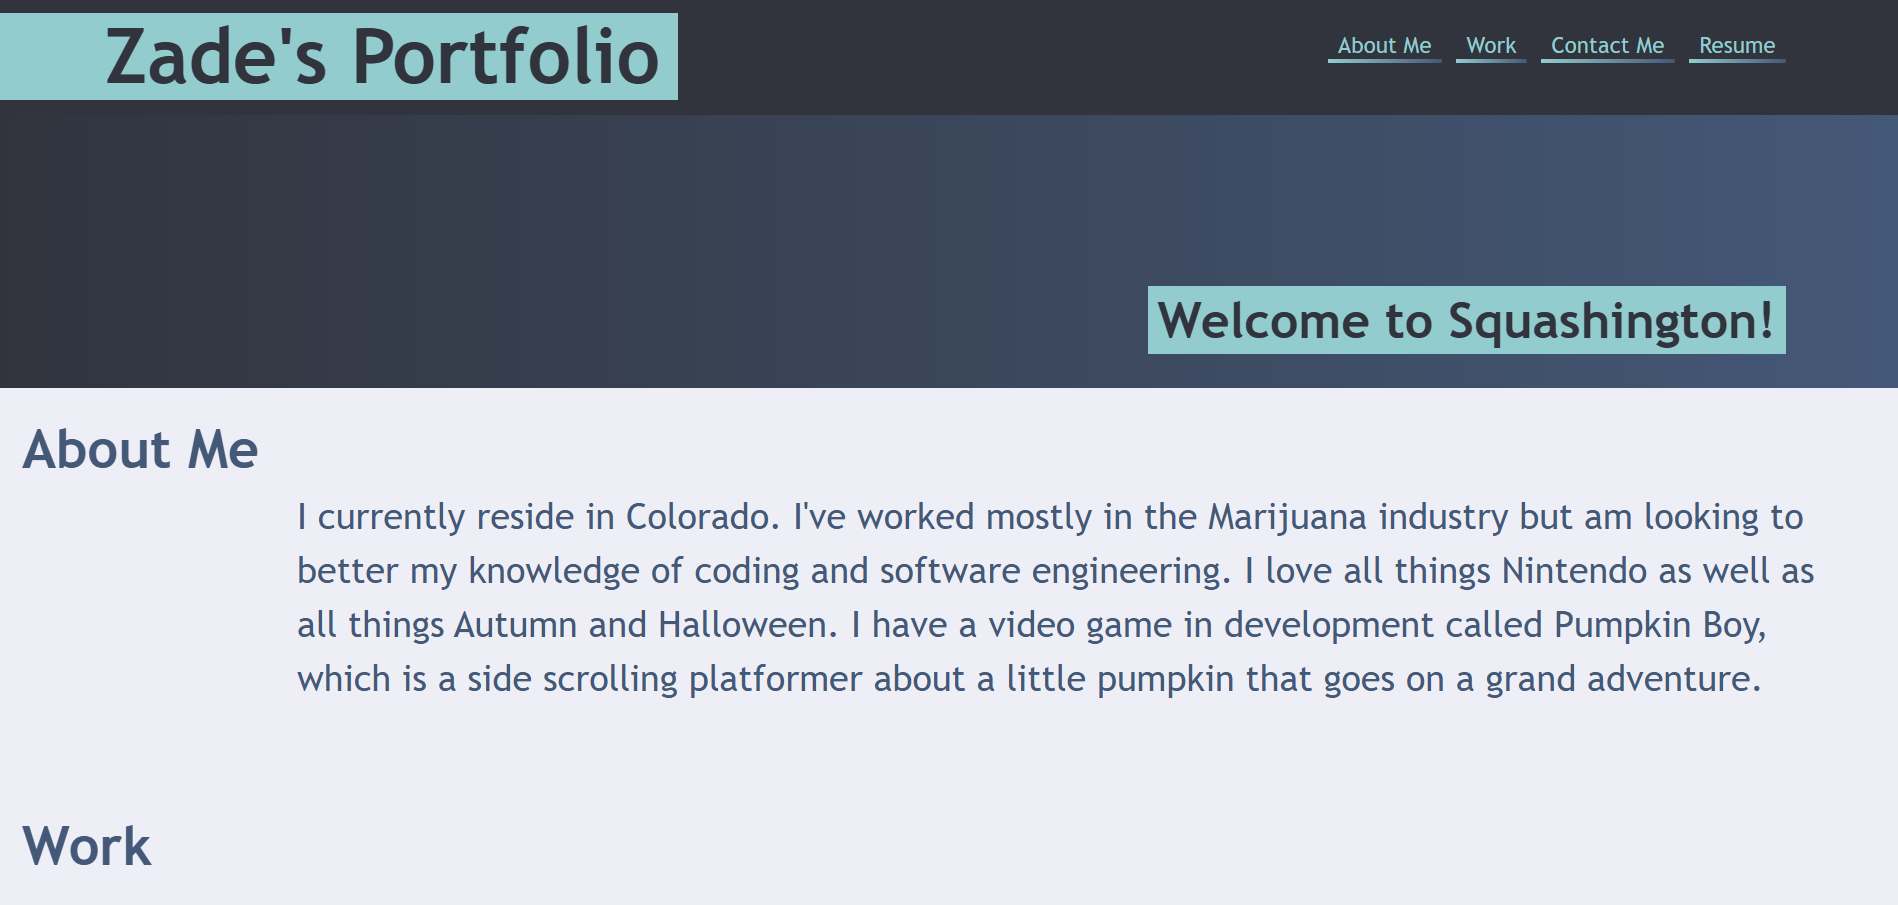 Zade's Portfolio
About Me Work Contact Me Resume
Welcome to Squashington!
About Me
I currently reside in Colorado. I've worked mostly in the Marijuana industry but am looking to
better my knowledge of coding and software engineering. I love all things Nintendo as well as
all things Autumn and Halloween. I have a video game in development called Pumpkin Boy,
which is a side scrolling platformer about a little pumpkin that goes on a grand adventure.
Work